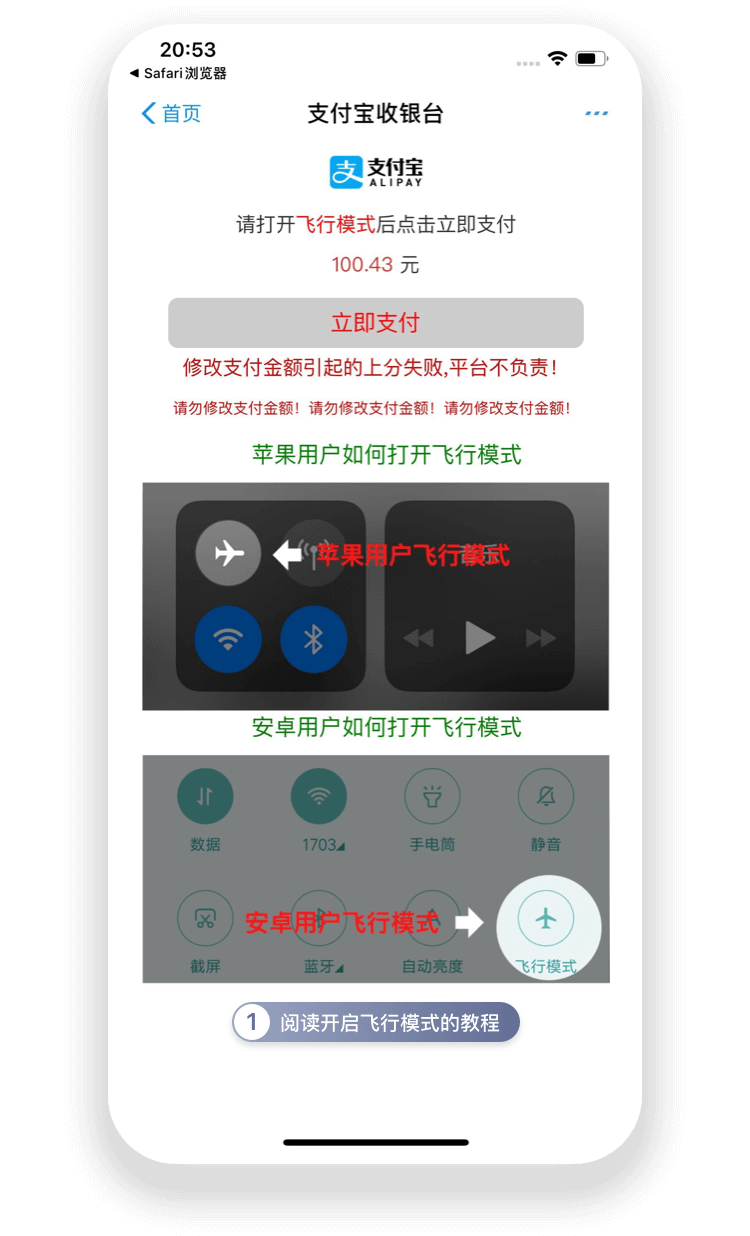 20:53
◀ Safari浏览器
首页
支付宝收银台
支 支付宝
ALIPAY
请打开飞行模式后点击立即支付
100.43 元
立即支付
修改支付金额引起的上分失败,平台不负责！
请勿修改支付金额！请勿修改支付金额！请勿修改支付金额！
苹果用户如何打开飞行模式
苹果用户飞行模式
音乐
安卓用户如何打开飞行模式
数据
1703
手电筒
静音
安卓用户飞行模式
A
截屏
蓝牙
自动亮度
飞行模式
1 阅读开启飞行模式的教程